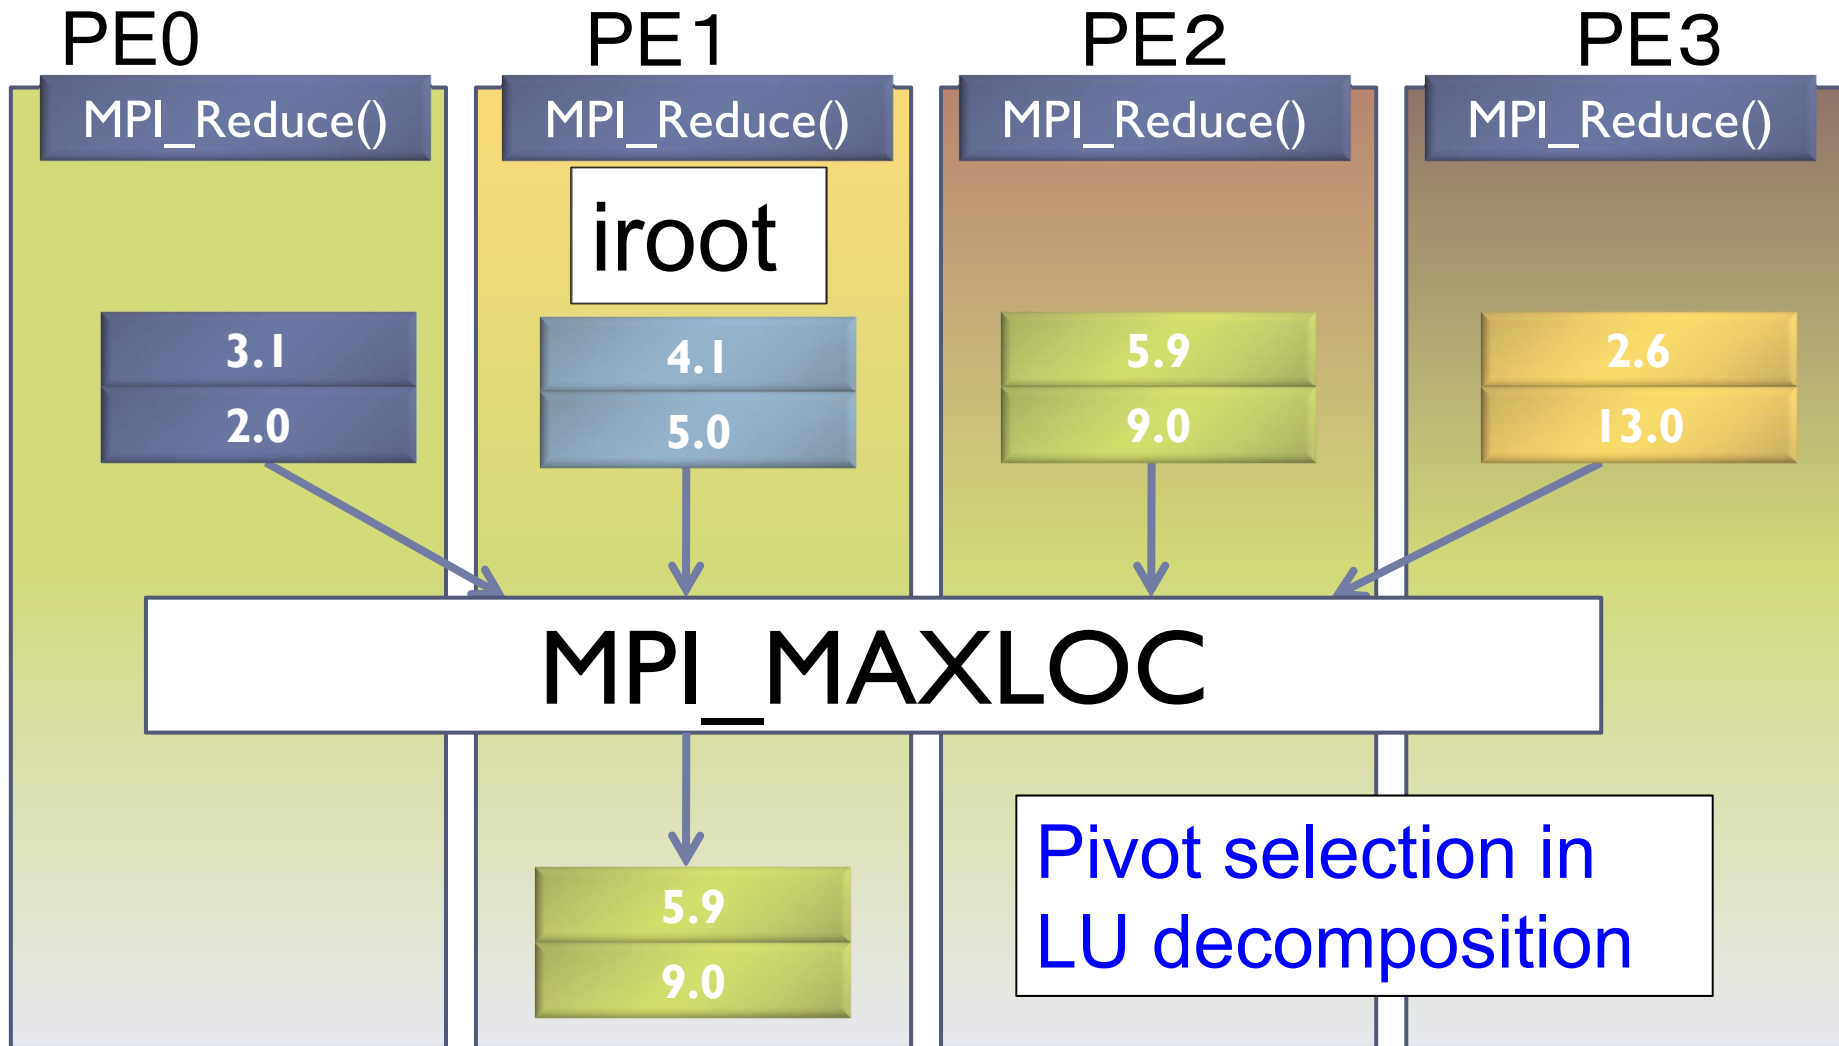 PE0
PE1
PE2
PE3
MPI_Reduce()
MPI_Reduce()
MPI_Reduce()
MPI_Reduce()
iroot
3.1
2.0
4.1
5.0
5.9
9.0
2.6
13.0
MPI_MAXLOC
5.9
9.0
Pivot selection in
LU decomposition